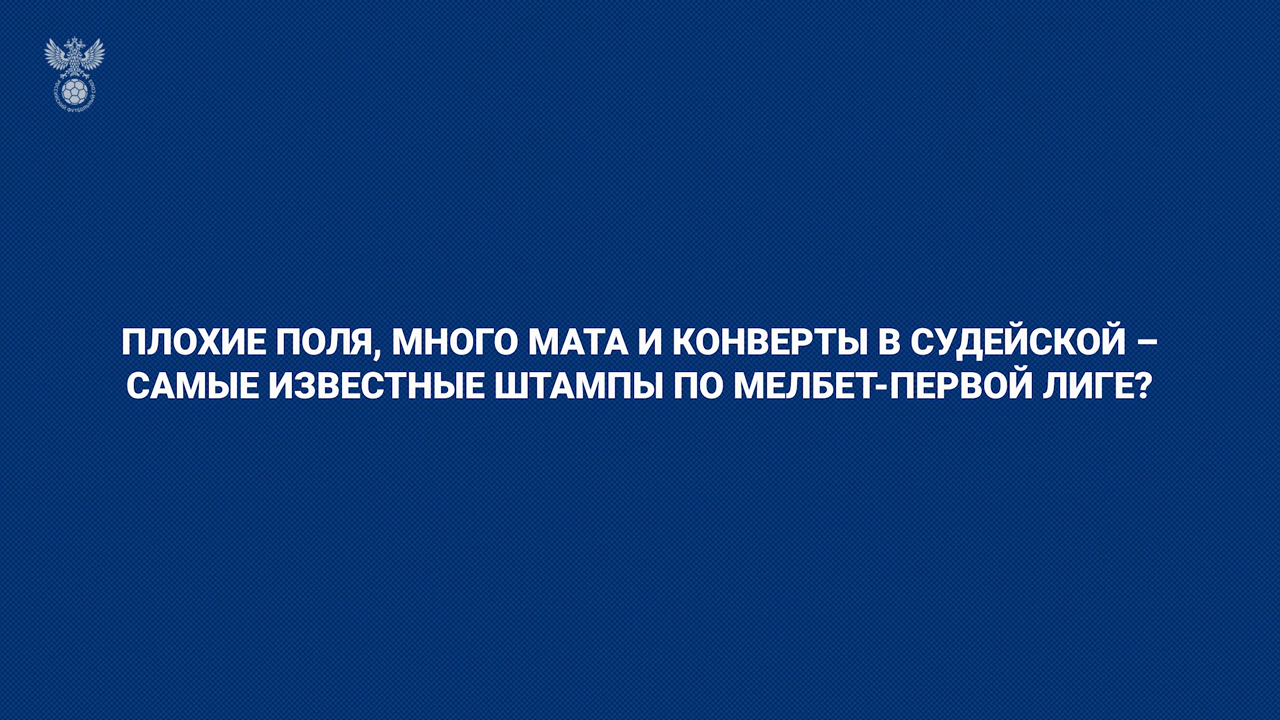 ПЛОХИЕ ПОЛЯ, МНОГО МАТА И КОНВЕРТЫ В СУДЕЙСКОЙ –
САМЫЕ ИЗВЕСТНЫЕ ШТАМПЫ ПО МЕЛБЕТ-ПЕРВОЙ ЛИГЕ?